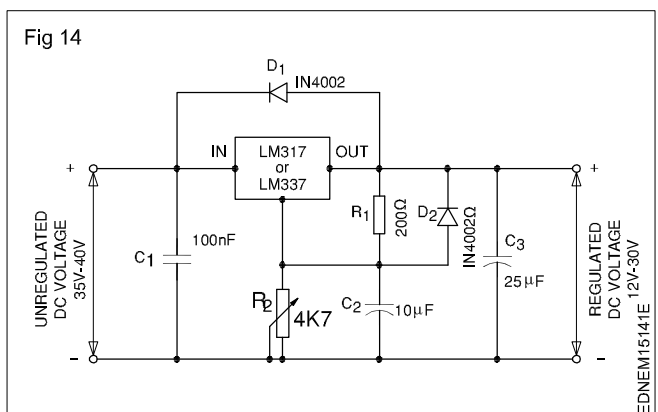 Fig 14
D1
IN4002
IN
LM317
or
LM337
OUT
+
+
UNREGULATED
DC VOLTAGE
35V-40V
C1
100nF
R1
200Ω
D2
IN4002Ω
C3
25µF
R2
4K7
C2
10µF
REGULATED
DC VOLTAGE
12V-30V
–
–
EDNEM15141E